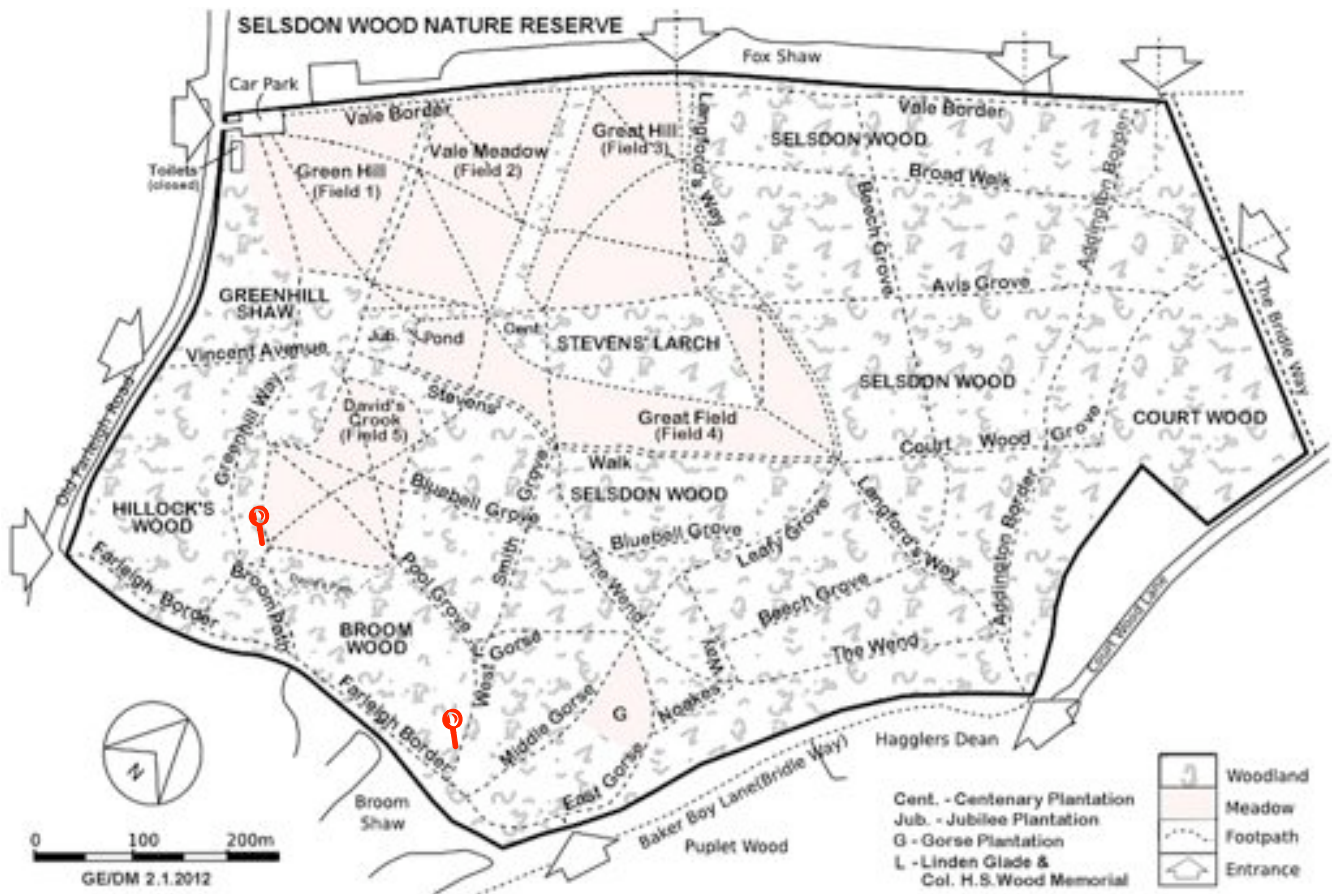 SELSDON WOOD NATURE RESERVE
Fox Shaw
Car Park
Vale Border
Vale Border
Toilets
(closed)
Green Hill
(Field 1)
Vale Meadow
(Field 2)
Great Hill
(Field 3)
Langford's Way
SELSDON WOOD
Broad Walk
Beech Grove
Addington Border
Avis Grove
The Bridle Way
GREENHILL
SHAW
Vincent Avenue
Jub.
Pond
Cent.
STEVENS' LARCH
SELSDON WOOD
COURT WOOD
Old Farleigh Road
Greenhill Way
David's
Crook
(Field 5)
Stevens
Walk
Great Field
(Field 4)
Court Wood Grove
HILLOCK'S
WOOD
Bluebell Grove
Smith Grove
SELSDON WOOD
Bluebell Grove
Leafy Grove
Langford's Way
Addington Border
Farleigh Border
Broom Path
Pool Grove
The Wend
Beech Grove
The Wend
BROOM
WOOD
L
West Gorse
Middle Gorse
G
Noakes Way
East Gorse
Farleigh Border
Court Wood Lane
Hagglers Dean
Baker Boy Lane(Bridle Way)
Puplet Wood
Broom
Shaw
N
0 100 200m
GE/DM 2.1.2012
Cent. - Centenary Plantation
Jub. - Jubilee Plantation
G - Gorse Plantation
L - Linden Glade &
Col. H.S.Wood Memorial
Woodland
Meadow
Footpath
Entrance